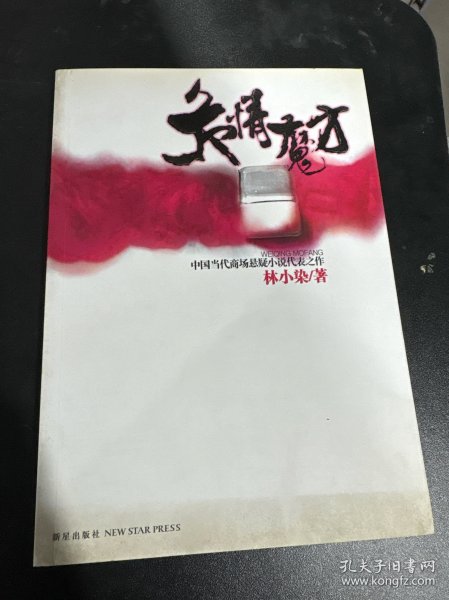 危情魔方
WEIQING MOFANG
中国当代商场悬疑小说代表之作
林小染/著
新星出版社 NEW STAR PRESS
孔夫子旧书网
www.kongfz.com